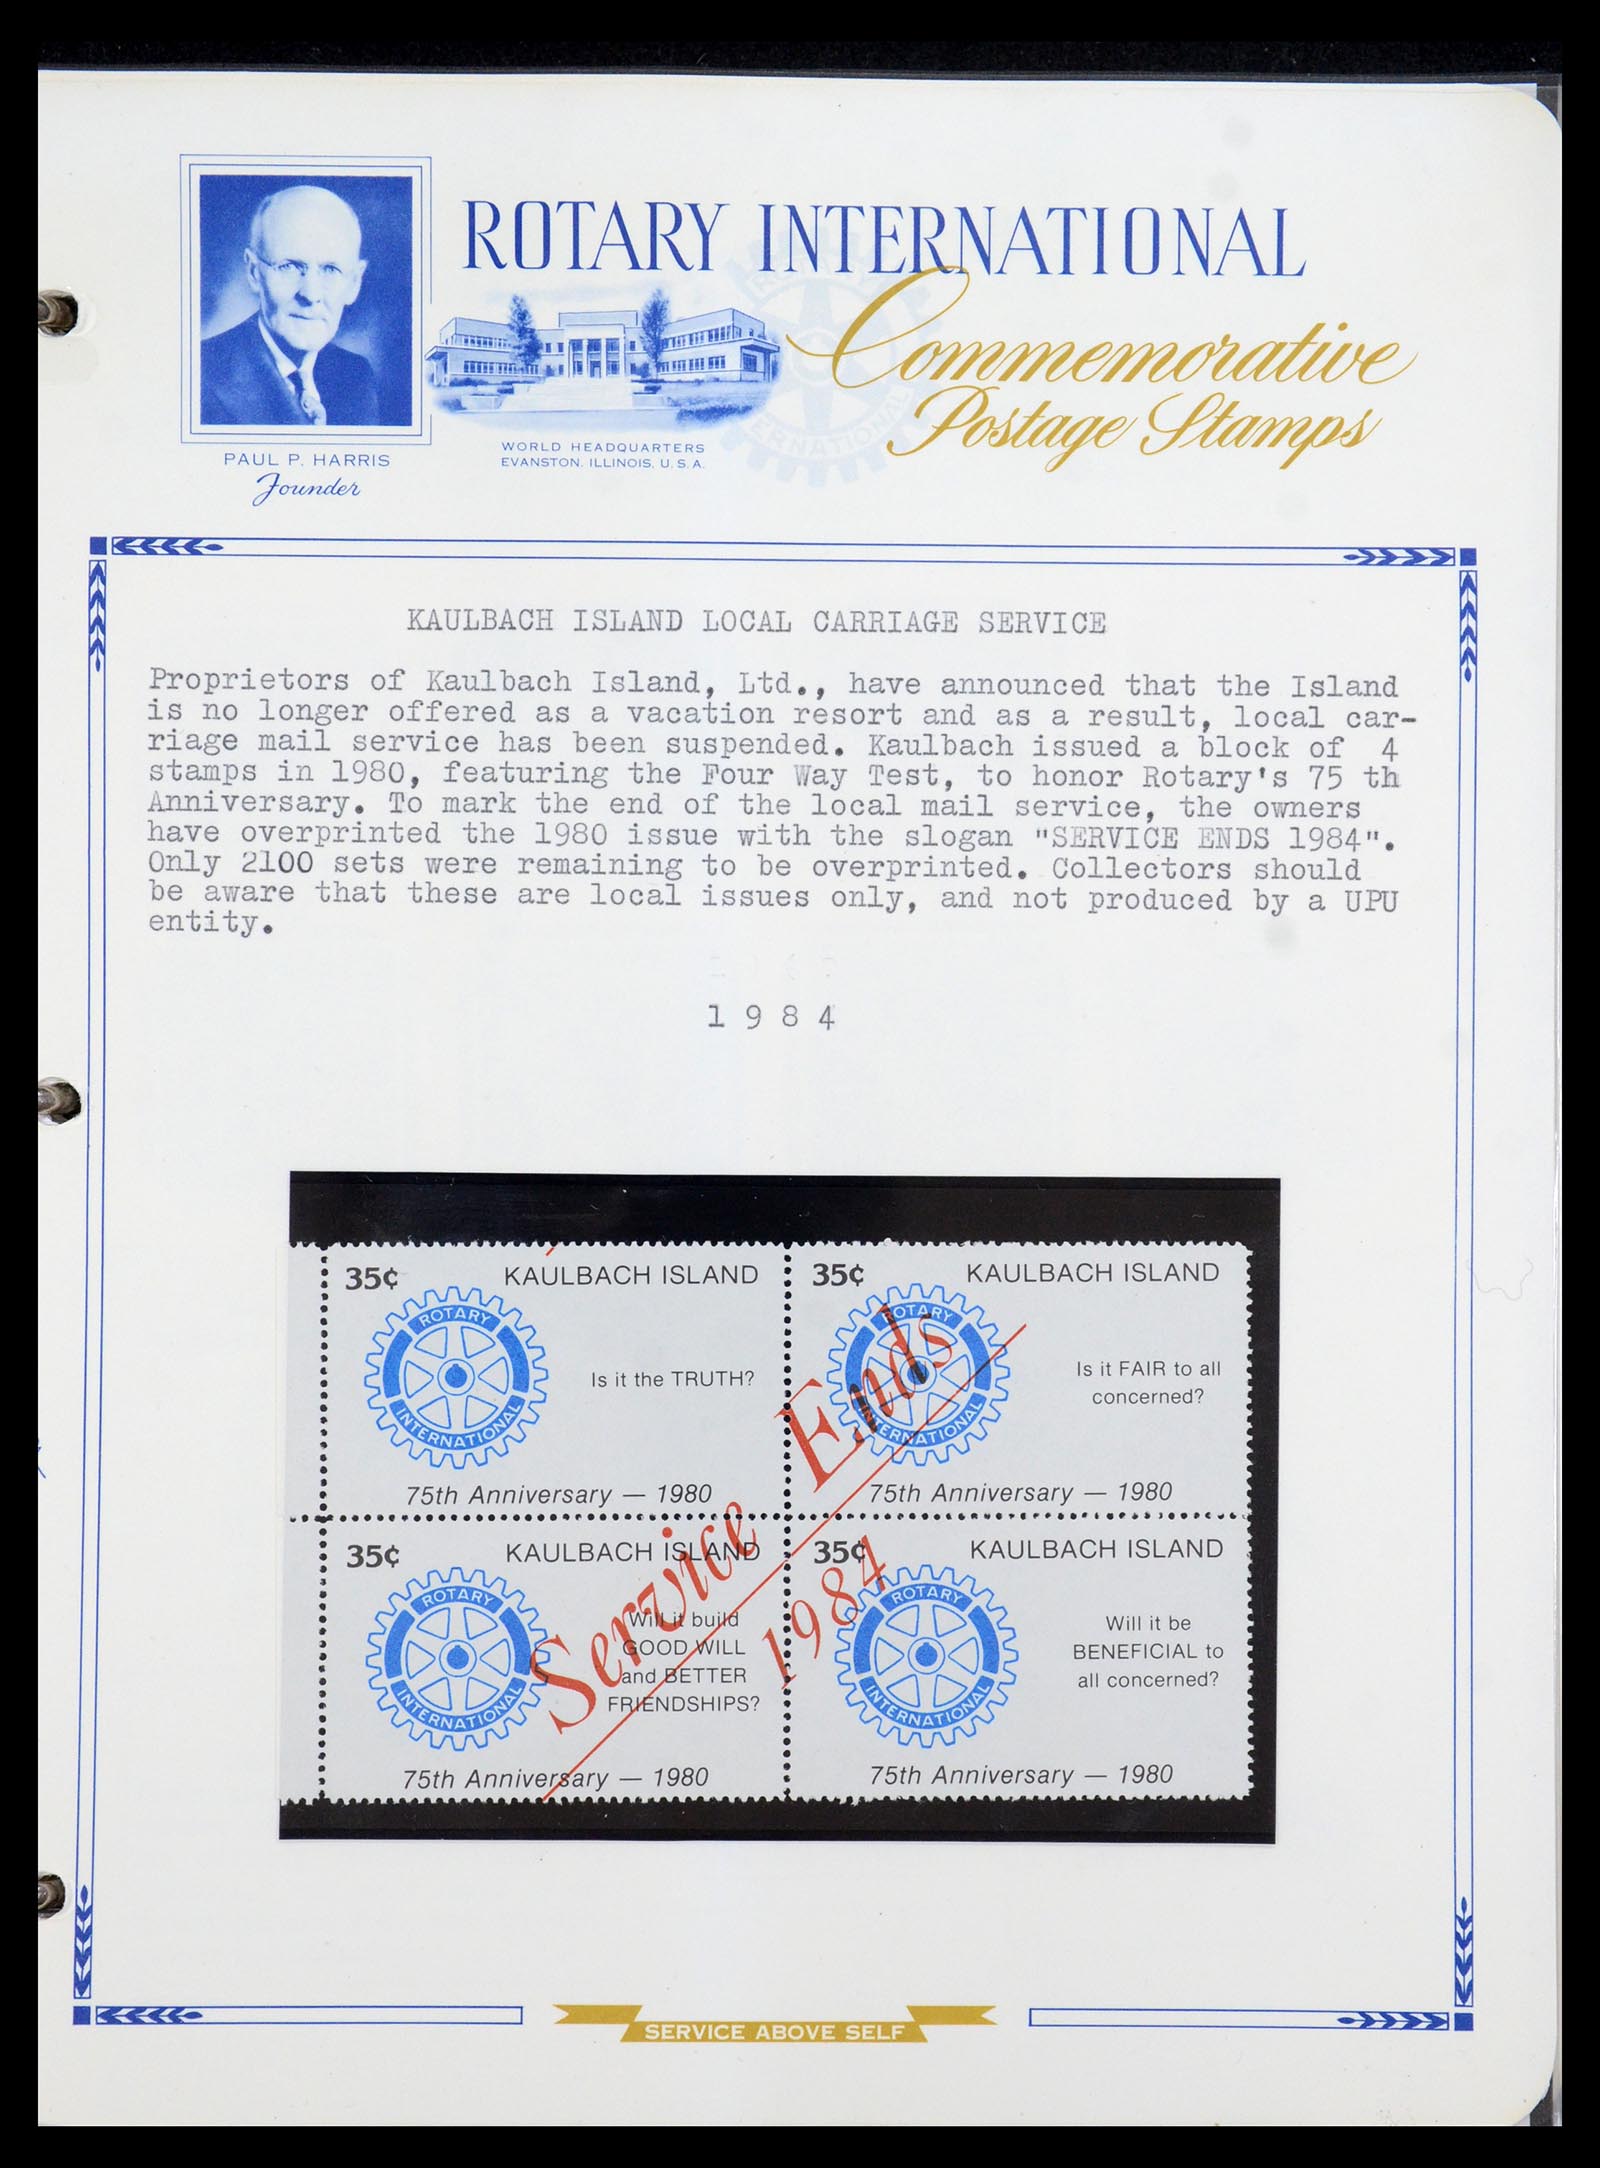 ROTARY INTERNATIONAL
Commemorative
Postage Stamps
PAUL P. HARRIS
Founder
WORLD HEADQUARTERS
EVANSTON, ILLINOIS, U.S.A.
KAULBACH ISLAND LOCAL CARRIAGE SERVICE
Proprietors of Kaulbach Island, Ltd., have announced that the Island
is no longer offered as a vacation resort and as a result, local car-
riage mail service has been suspended. Kaulbach issued a block of 4
stamps in 1980, featuring the Four Way Test, to honor Rotary's 75 th
Anniversary. To mark the end of the local mail service, the owners
have overprinted the 1980 issue with the slogan "SERVICE ENDS 1984".
Only 2100 sets were remaining to be overprinted. Collectors should
be aware that these are local issues only, and not produced by a UPU
entity.
1 9 8 4
35¢ KAULBACH ISLAND
ROTARY
INTERNATIONAL
Is it the TRUTH?
75th Anniversary — 1980
35¢ KAULBACH ISLAND
ROTARY
INTERNATIONAL
Is it FAIR to all
concerned?
75th Anniversary — 1980
35¢ KAULBACH ISLAND
ROTARY
INTERNATIONAL
Will it build
GOOD WILL
and BETTER
FRIENDSHIPS?
75th Anniversary — 1980
35¢ KAULBACH ISLAND
ROTARY
INTERNATIONAL
Will it be
BENEFICIAL to
all concerned?
75th Anniversary — 1980
Service Ends
1984
SERVICE ABOVE SELF